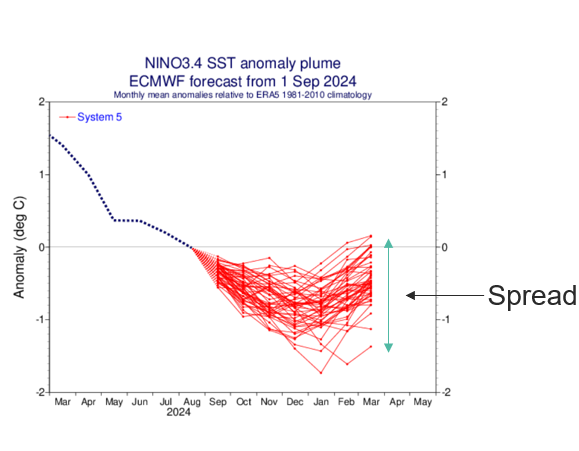 NINO3.4 SST anomaly plume
ECMWF forecast from 1 Sep 2024
Monthly mean anomalies relative to ERA5 1981-2010 climatology
2 2
System 5
1 1
Anomaly (deg C)
0 0
Spread
-1 -1
-2 -2
Mar Apr May Jun Jul Aug Sep Oct Nov Dec Jan Feb Mar Apr May
2024